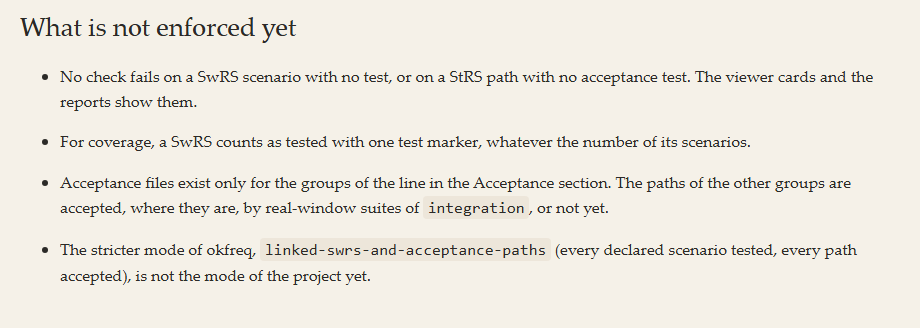 What is not enforced yet
No check fails on a SwRS scenario with no test, or on a StRS path with no acceptance test. The viewer cards and the
reports show them.
For coverage, a SwRS counts as tested with one test marker, whatever the number of its scenarios.
Acceptance files exist only for the groups of the line in the Acceptance section. The paths of the other groups are
accepted, where they are, by real-window suites of integration, or not yet.
The stricter mode of okfreq, linked-swrs-and-acceptance-paths (every declared scenario tested, every path
accepted), is not the mode of the project yet.